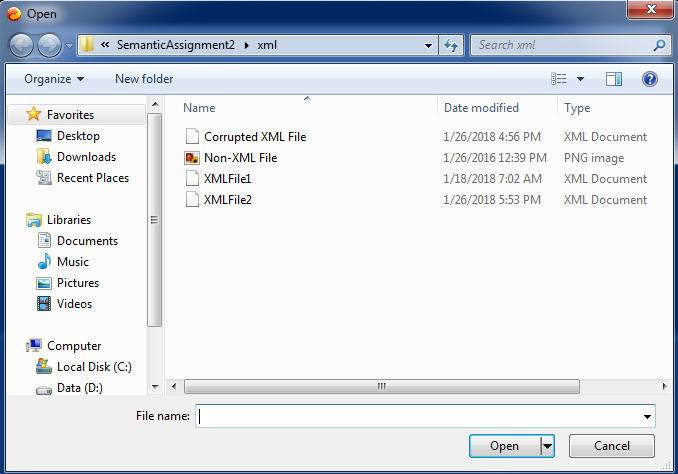 Open
« SemanticAssignment2 xml
Search xml
Organize New folder
Name Date modified Type
Favorites
Desktop
Downloads
Recent Places
Libraries
Documents
Music
Pictures
Videos
Computer
Local Disk (C:)
Data (D:)
Corrupted XML File 1/26/2018 4:56 PM XML Document
Non-XML File 1/26/2016 12:39 PM PNG image
XMLFile1 1/18/2018 7:02 AM XML Document
XMLFile2 1/26/2018 5:53 PM XML Document
File name:
Open Cancel